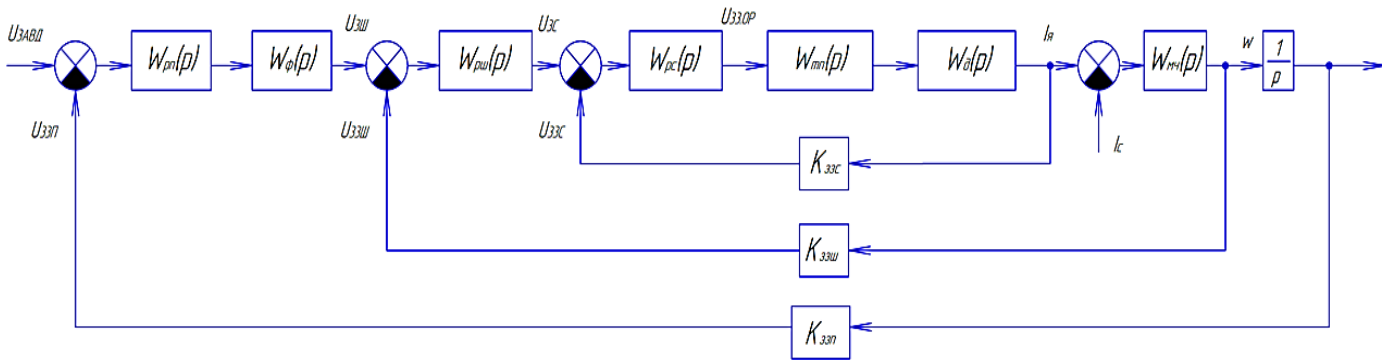 UЗАВД
Wрп(р)
Wф(р)
UЗШ
Wрш(р)
UЗС
Wрс(р)
UЗЗ.ОР
Wтп(р)
Wд(р)
Iя
Wмч(р)
w
1
р
UЗЗП
UЗЗШ
UЗЗС
Iс
Kззс
Kззш
Kззп